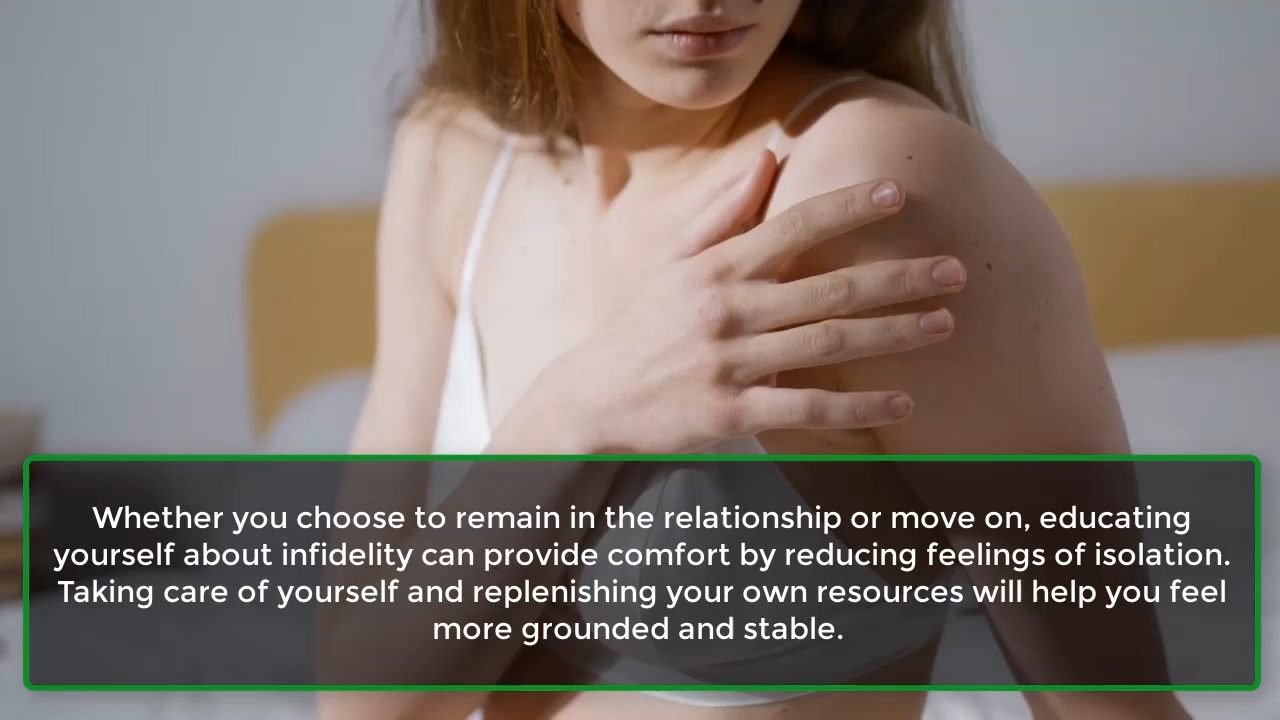 Whether you choose to remain in the relationship or move on, educating
yourself about infidelity can provide comfort by reducing feelings of isolation.
Taking care of yourself and replenishing your own resources will help you feel
more grounded and stable.